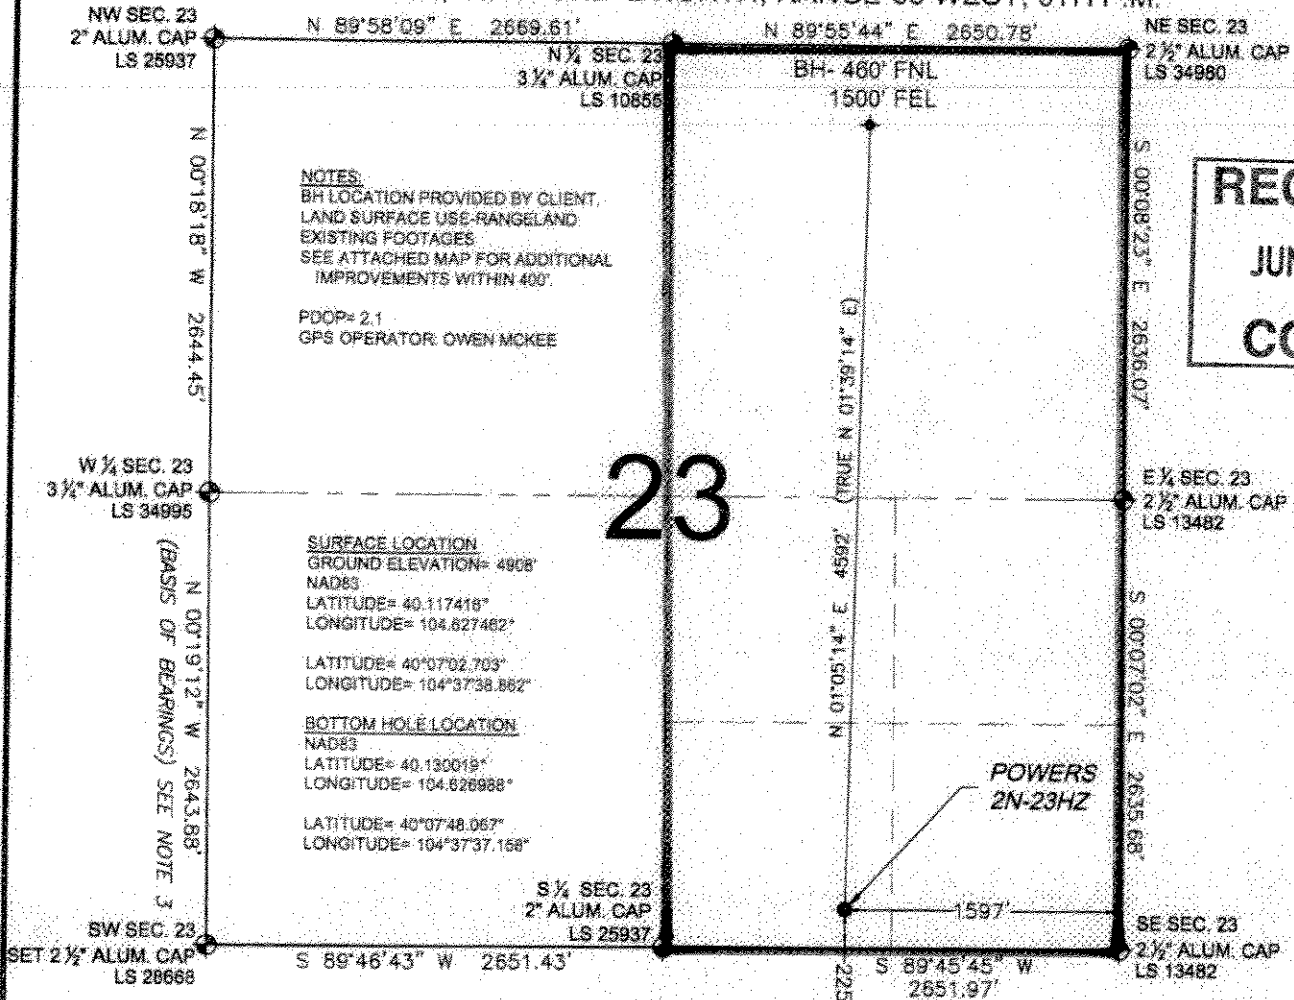 RANGE 65 WEST, 6TH P.M.
NW SEC. 23
2" ALUM. CAP
LS 25937
N 89°58'09" E 2669.61'
N ¼ SEC. 23
3 ¼" ALUM. CAP
LS 10855
N 89°55'44" E 2650.78'
NE SEC. 23
2 ½" ALUM. CAP
LS 34980
BH- 460' FNL
1500' FEL
N 00°18'18" W 2644.45'
NOTES:
BH LOCATION PROVIDED BY CLIENT.
LAND SURFACE USE-RANGELAND
EXISTING FOOTAGES
SEE ATTACHED MAP FOR ADDITIONAL
IMPROVEMENTS WITHIN 400'.
PDOP= 2.1
GPS OPERATOR: OWEN MCKEE
S 00°08'23" E 2636.07'
REC
JUN
CO
W ¼ SEC. 23
3 ¼" ALUM. CAP
LS 34995
23
E ¼ SEC. 23
2 ½" ALUM. CAP
LS 13482
N 01°05'14" E 4592' (TRUE N 01°39'14" E)
N 00°19'12" W 2643.88'
(BASIS OF BEARINGS) SEE NOTE 3
SURFACE LOCATION
GROUND ELEVATION= 4908'
NAD83
LATITUDE= 40.117418°
LONGITUDE= 104.627462°
LATITUDE= 40°07'02.703"
LONGITUDE= 104°37'38.862"
BOTTOM HOLE LOCATION
NAD83
LATITUDE= 40.130019°
LONGITUDE= 104.626988°
LATITUDE= 40°07'48.067"
LONGITUDE= 104°37'37.158"
S 00°07'02" E 2635.68'
POWERS
2N-23HZ
1597'
225
S ¼ SEC. 23
2" ALUM. CAP
LS 25937
SW SEC. 23
SET 2 ½" ALUM. CAP
LS 28668
S 89°46'43" W 2651.43'
S 89°45'45" W
2651.97'
SE SEC. 23
2 ½" ALUM. CAP
LS 13482